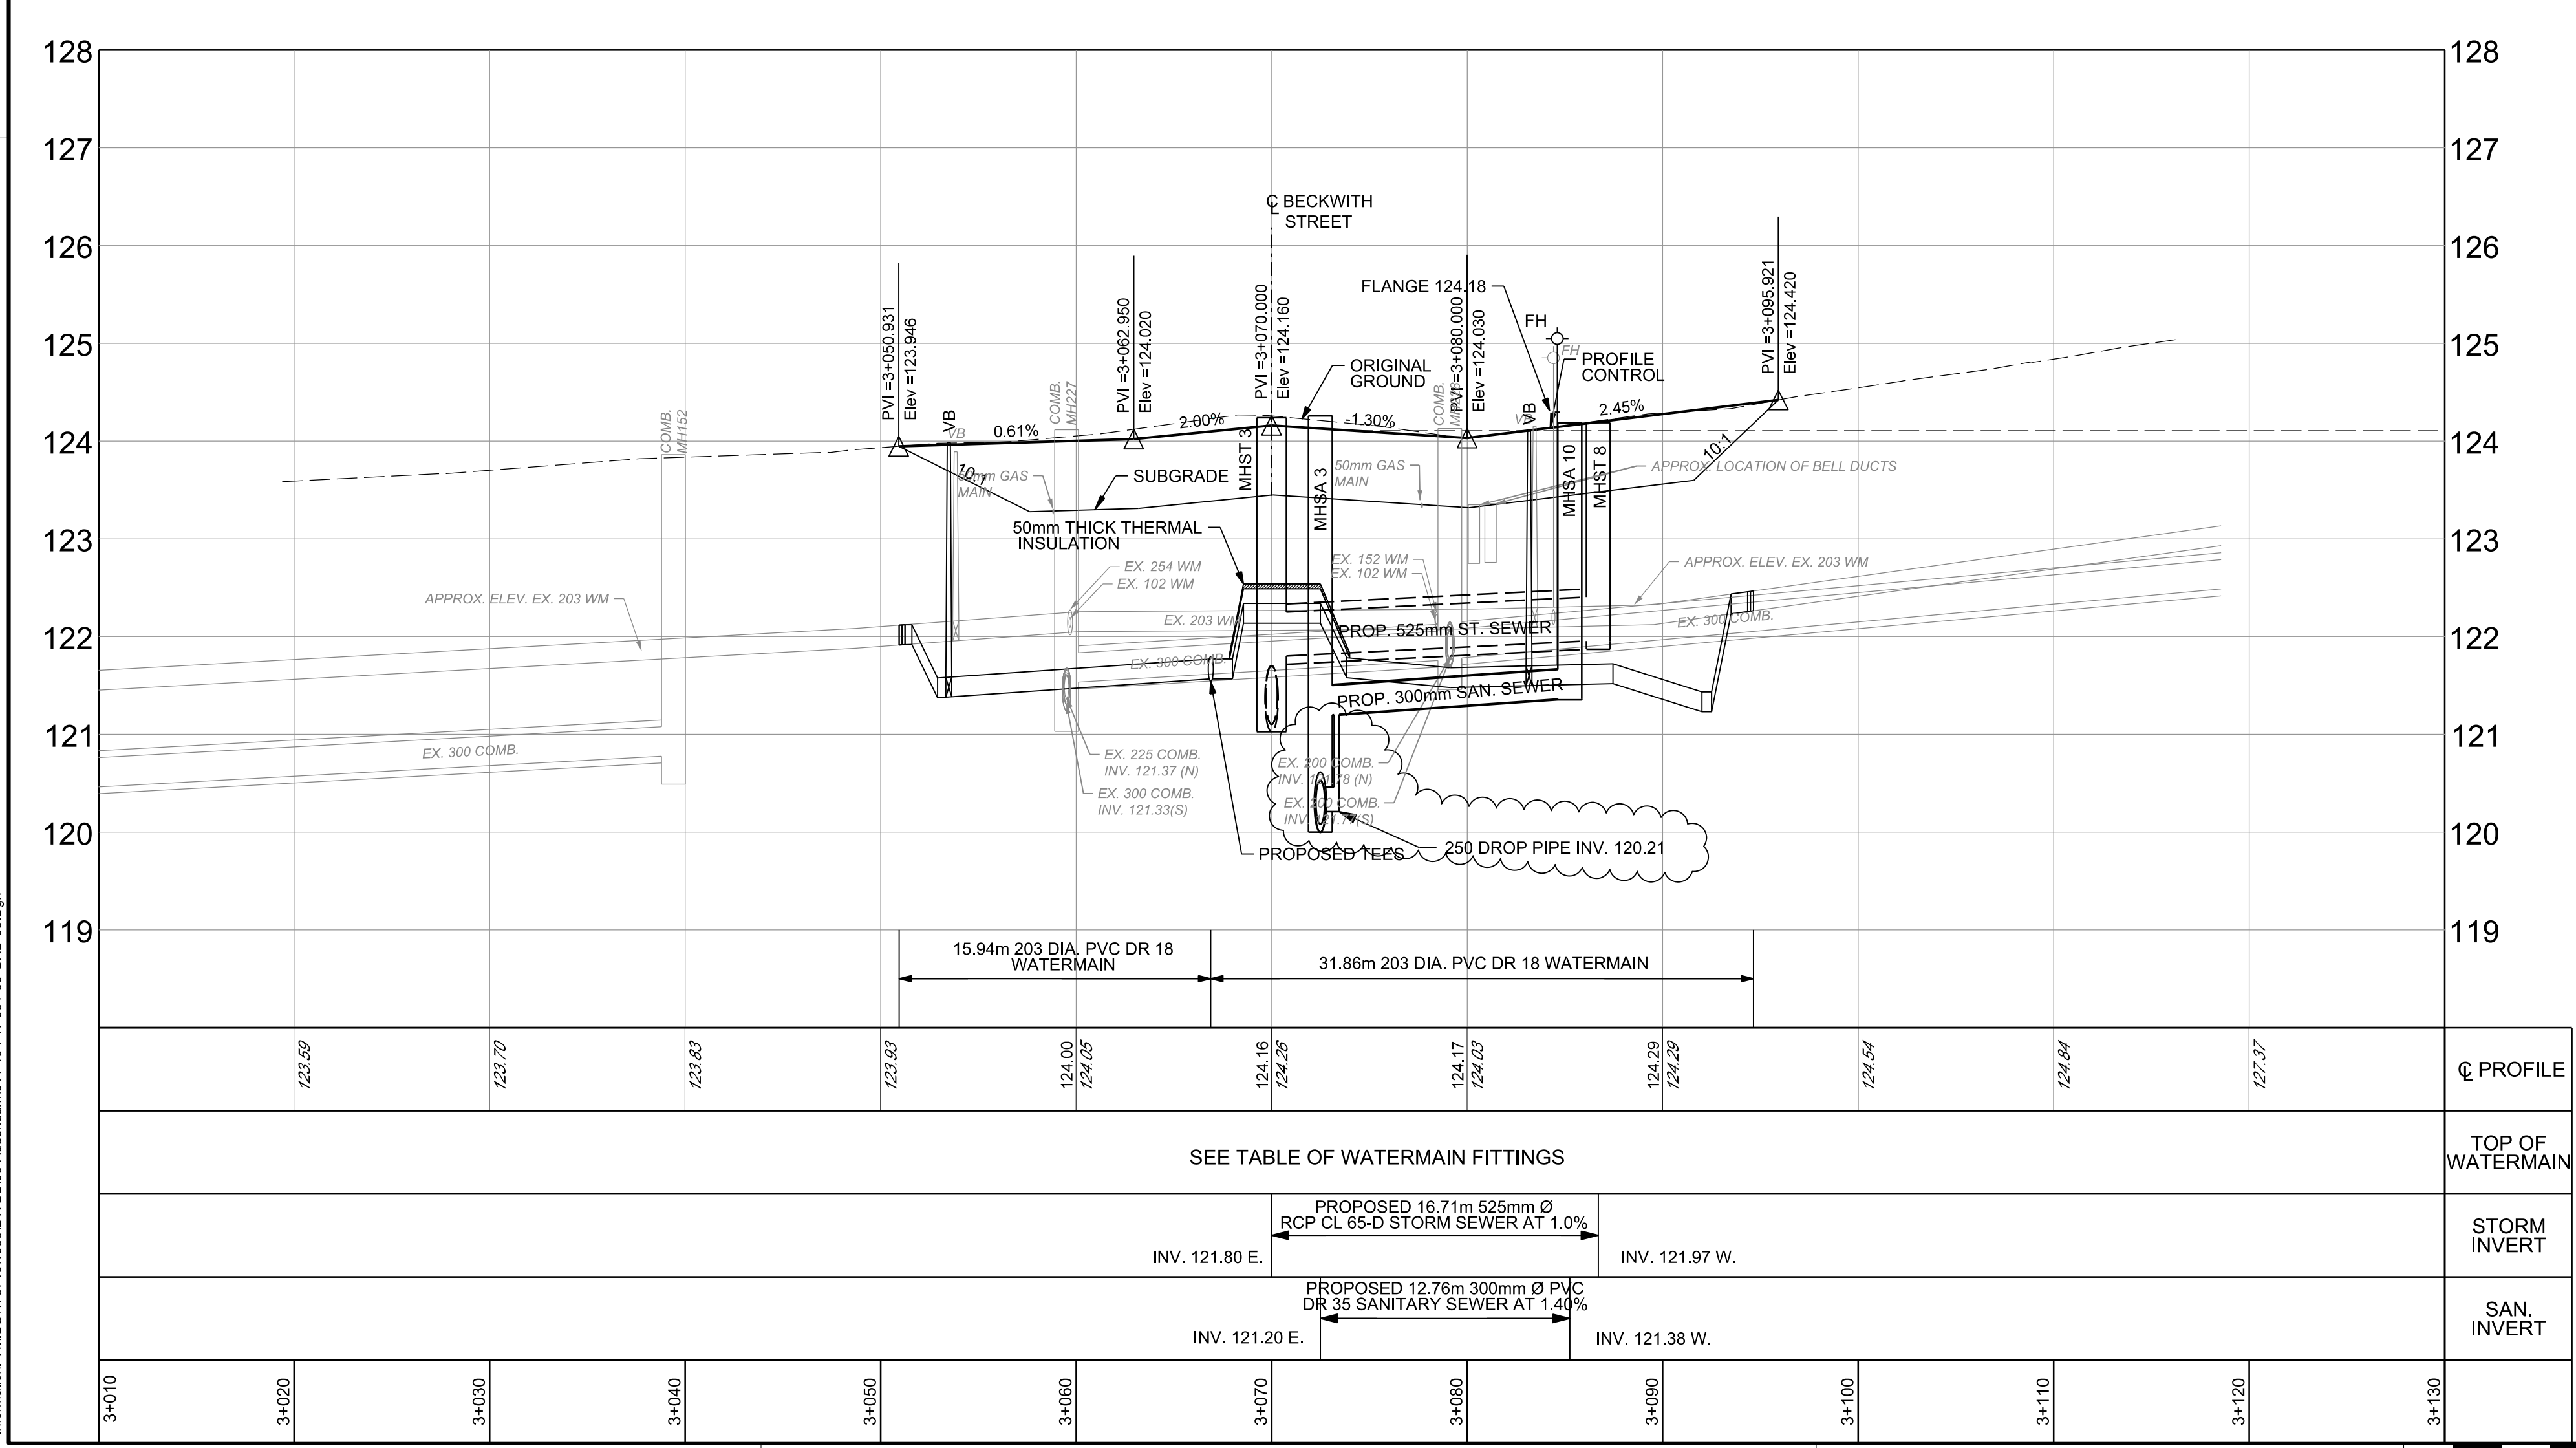 128
127
126
125
124
123
122
121
120
119
128
127
126
125
124
123
122
121
120
119
℄ BECKWITH
STREET
FLANGE 124.18
FH
FH
PROFILE
CONTROL
ORIGINAL
GROUND
PVI =3+050.931
Elev =123.946
PVI =3+062.950
Elev =124.020
PVI =3+070.000
Elev =124.160
PVI =3+080.000
Elev =124.030
PVI =3+095.921
Elev =124.420
COMB.
MH152
COMB.
MH227
COMB.
VB
VB
VB
0.61%
2.00%
-1.30%
2.45%
10:1
10:1
MHST 3
MHSA 3
MHSA 10
MHST 8
50mm GAS
MAIN
SUBGRADE
50mm GAS
MAIN
APPROX. LOCATION OF BELL DUCTS
50mm THICK THERMAL
INSULATION
EX. 254 WM
EX. 102 WM
EX. 152 WM
EX. 102 WM
APPROX. ELEV. EX. 203 WM
APPROX. ELEV. EX. 203 WM
EX. 203 WM
EX. 300 COMB.
PROP. 525mm ST. SEWER
EX. 300 COMB.
PROP. 300mm SAN. SEWER
EX. 300 COMB.
EX. 225 COMB.
INV. 121.37 (N)
EX. 300 COMB.
INV. 121.33(S)
EX. 200 COMB.
INV. 121.78 (N)
EX. 200 COMB.
PROPOSED TEES
250 DROP PIPE INV. 120.21
15.94m 203 DIA. PVC DR 18
WATERMAIN
31.86m 203 DIA. PVC DR 18 WATERMAIN
123.59
123.70
123.83
123.93
124.00
124.05
124.16
124.26
124.17
124.03
124.29
124.29
124.54
124.84
127.37
℄ PROFILE
SEE TABLE OF WATERMAIN FITTINGS
TOP OF
WATERMAIN
PROPOSED 16.71m 525mm Ø
RCP CL 65-D STORM SEWER AT 1.0%
INV. 121.80 E.
INV. 121.97 W.
STORM
INVERT
PROPOSED 12.76m 300mm Ø PVC
DR 35 SANITARY SEWER AT 1.40%
INV. 121.20 E.
INV. 121.38 W.
SAN.
INVERT
3+010
3+020
3+030
3+040
3+050
3+060
3+070
3+080
3+090
3+100
3+110
3+120
3+130